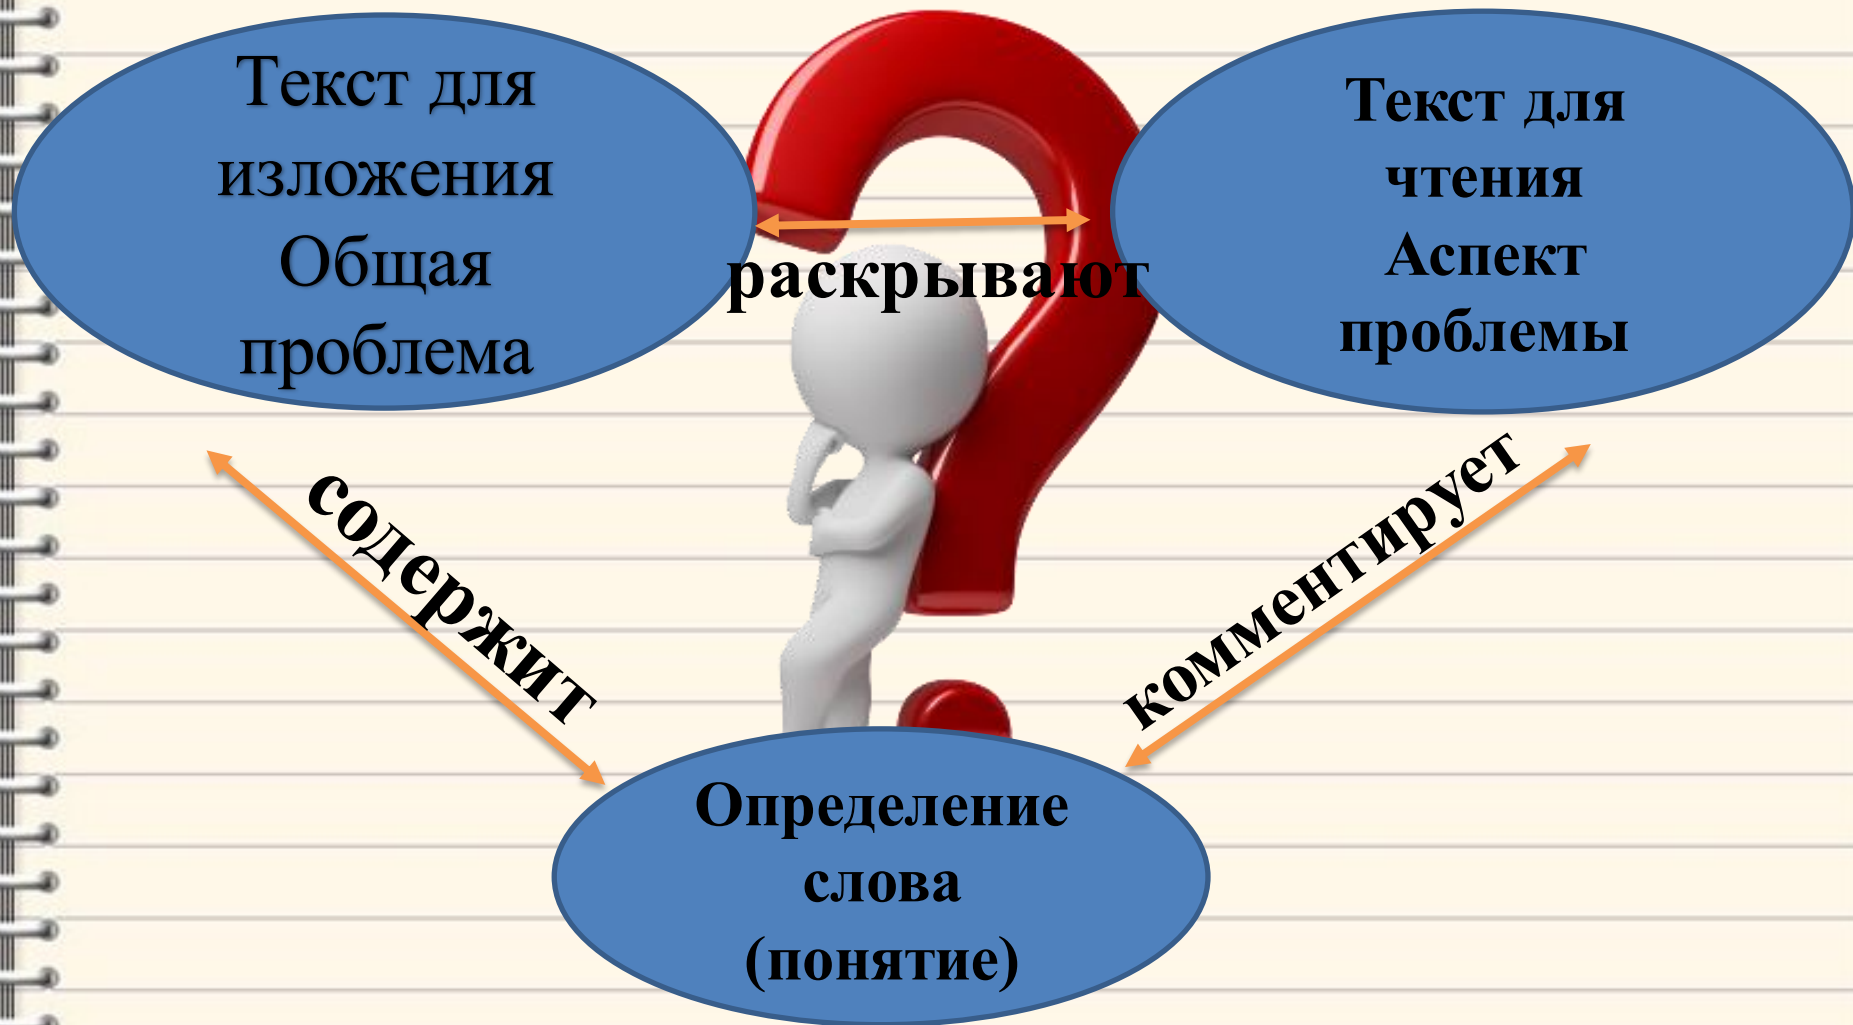 Текст для
изложения
Общая
проблема
раскрывают
Текст для
чтения
Аспект
проблемы
содержит
комментирует
Определение
слова
(понятие)